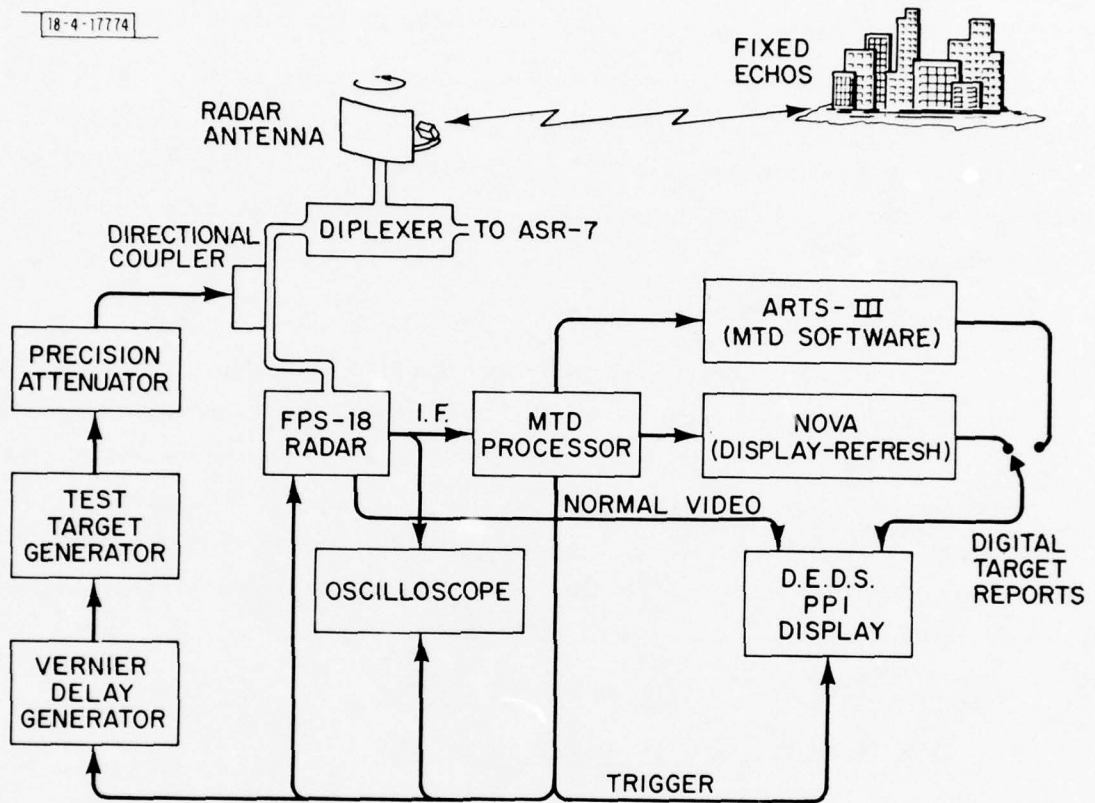 18-4-17774
FIXED
ECHOS
RADAR
ANTENNA
DIPLEXER
TO ASR-7
DIRECTIONAL
COUPLER
ARTS-III
(MTD SOFTWARE)
PRECISION
ATTENUATOR
FPS-18
RADAR
I.F.
MTD
PROCESSOR
NOVA
(DISPLAY-REFRESH)
TEST
TARGET
GENERATOR
NORMAL VIDEO
OSCILLOSCOPE
D.E.D.S.
PPI
DISPLAY
DIGITAL
TARGET
REPORTS
VERNIER
DELAY
GENERATOR
TRIGGER